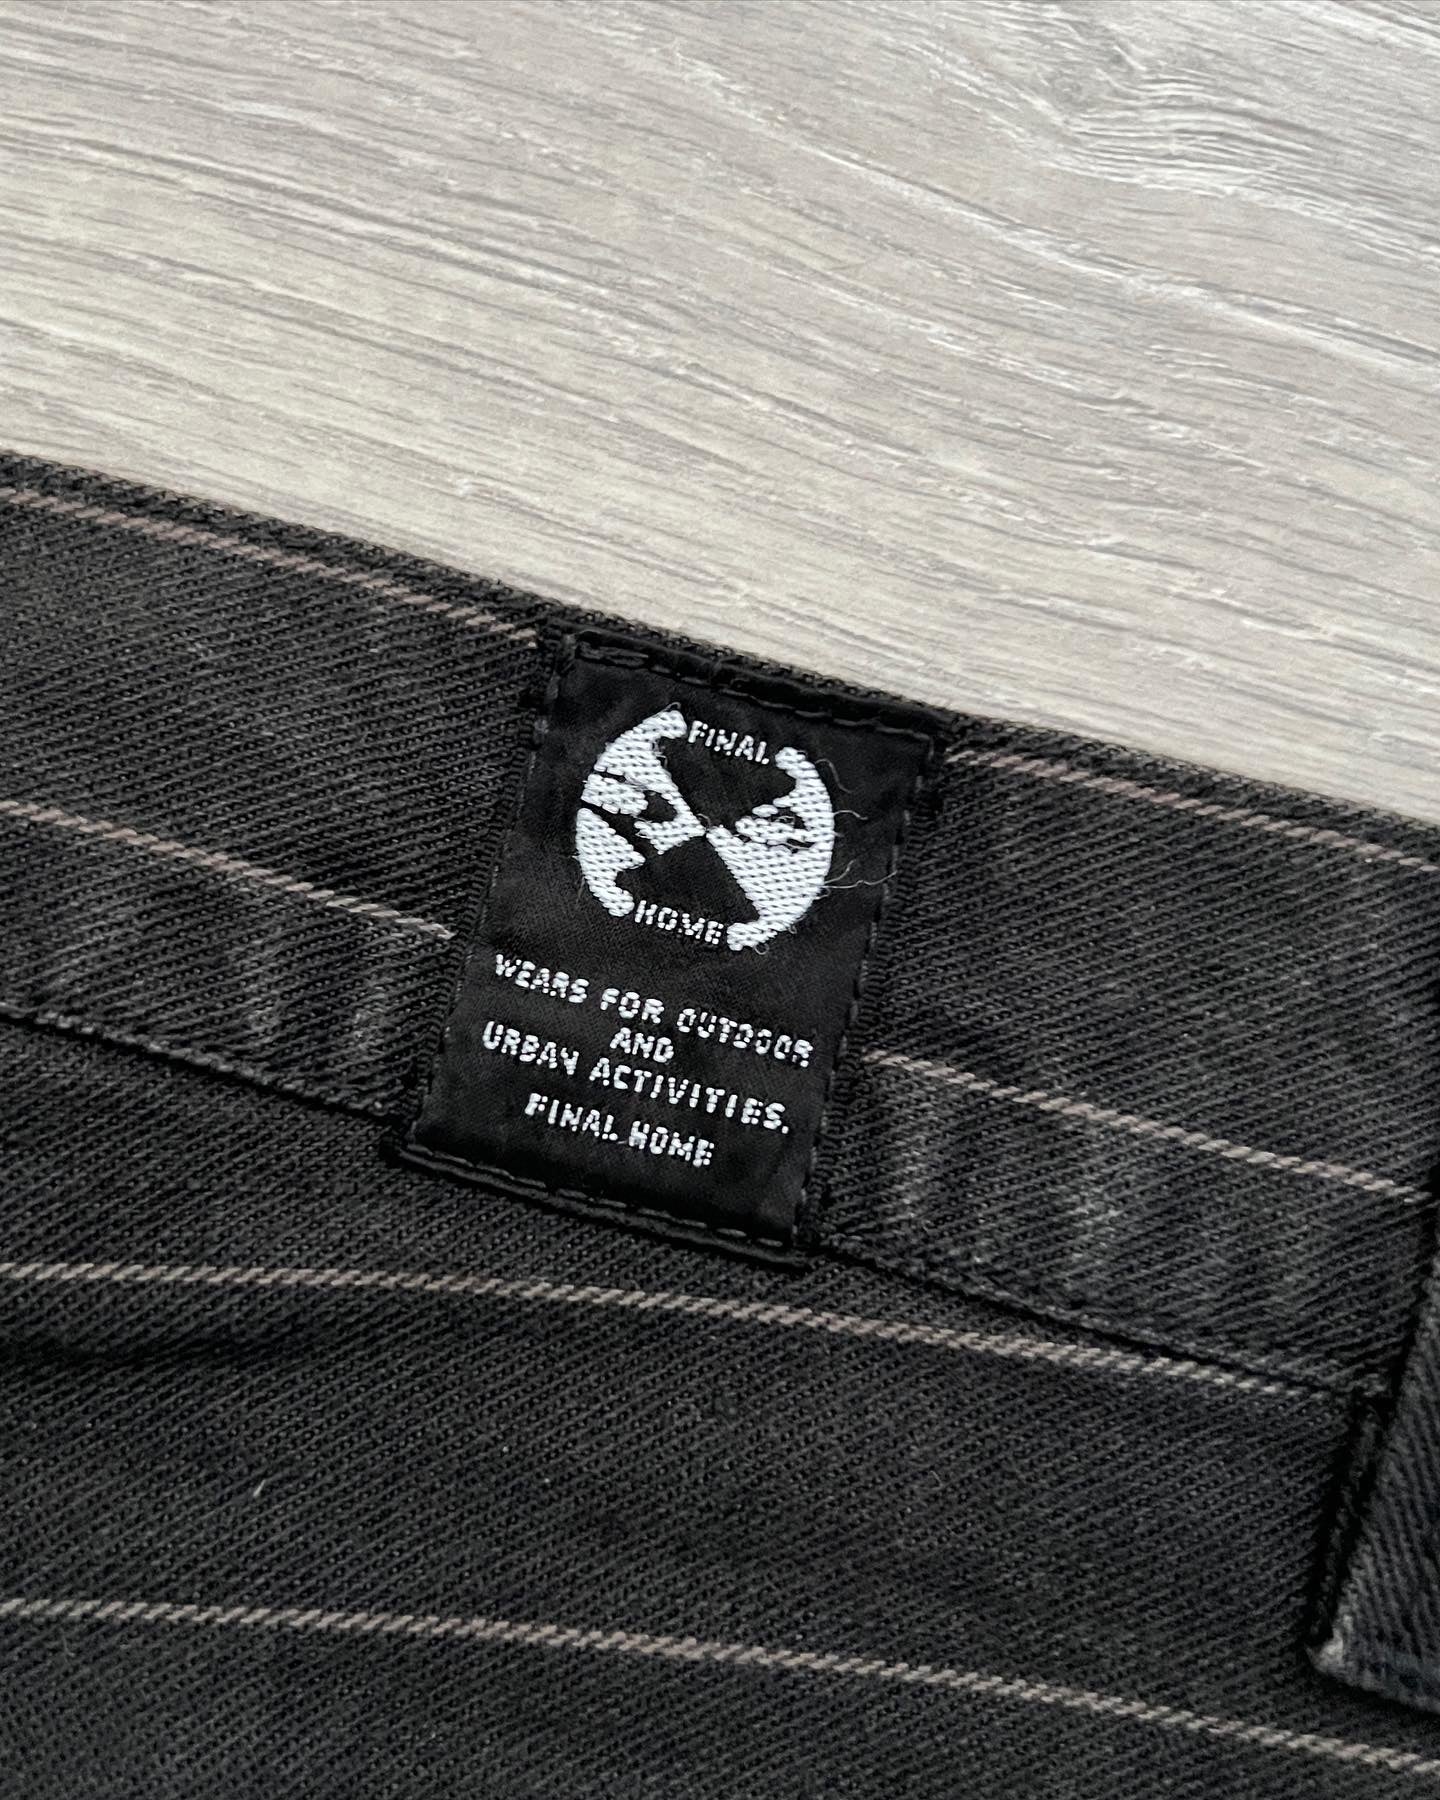 FINAL
HOME
WEARS FOR OUTDOOR
AND
URBAN ACTIVITIES.
FINAL HOME